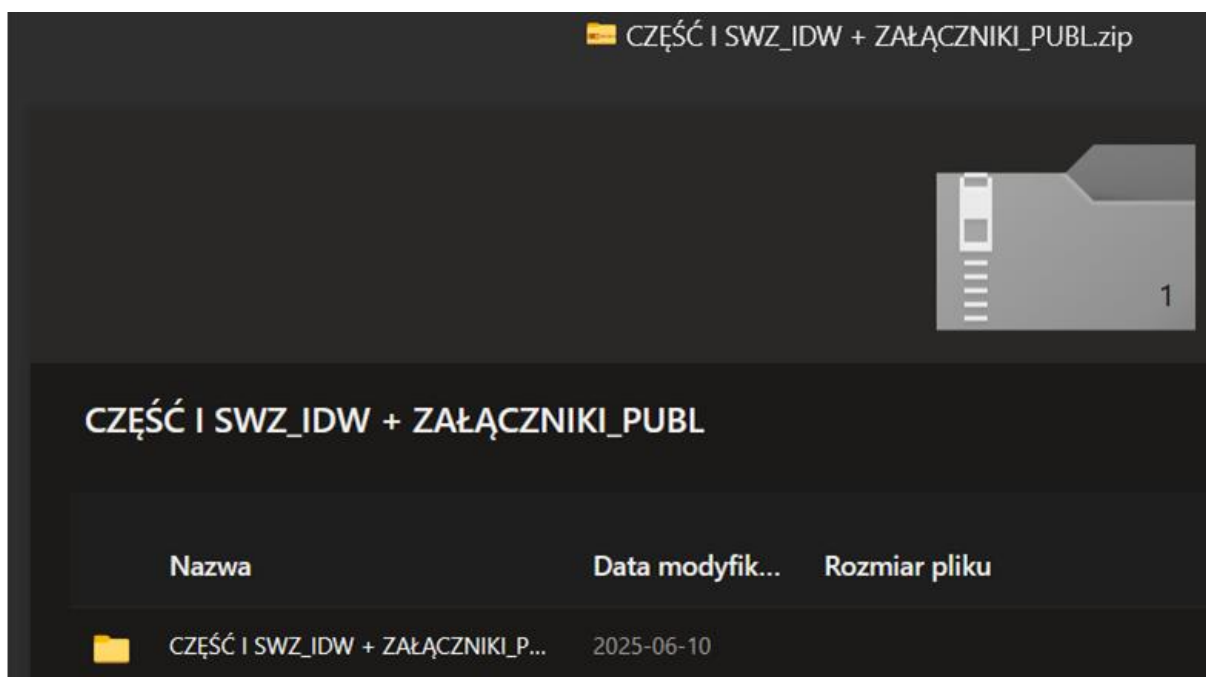 CZĘŚĆ I SWZ_IDW + ZAŁĄCZNIKI_PUBL.zip
1
CZĘŚĆ I SWZ_IDW + ZAŁĄCZNIKI_PUBL
Nazwa Data modyfik... Rozmiar pliku
CZĘŚĆ I SWZ_IDW + ZAŁĄCZNIKI_P... 2025-06-10